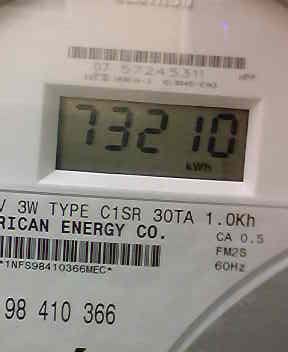 07 57245311
73210
kWh
V 3W TYPE C1SR 30TA 1.0Kh
RICAN ENERGY CO.
CA 0.5
FM2S
60Hz
*1NFS98410366MEC*
98 410 366